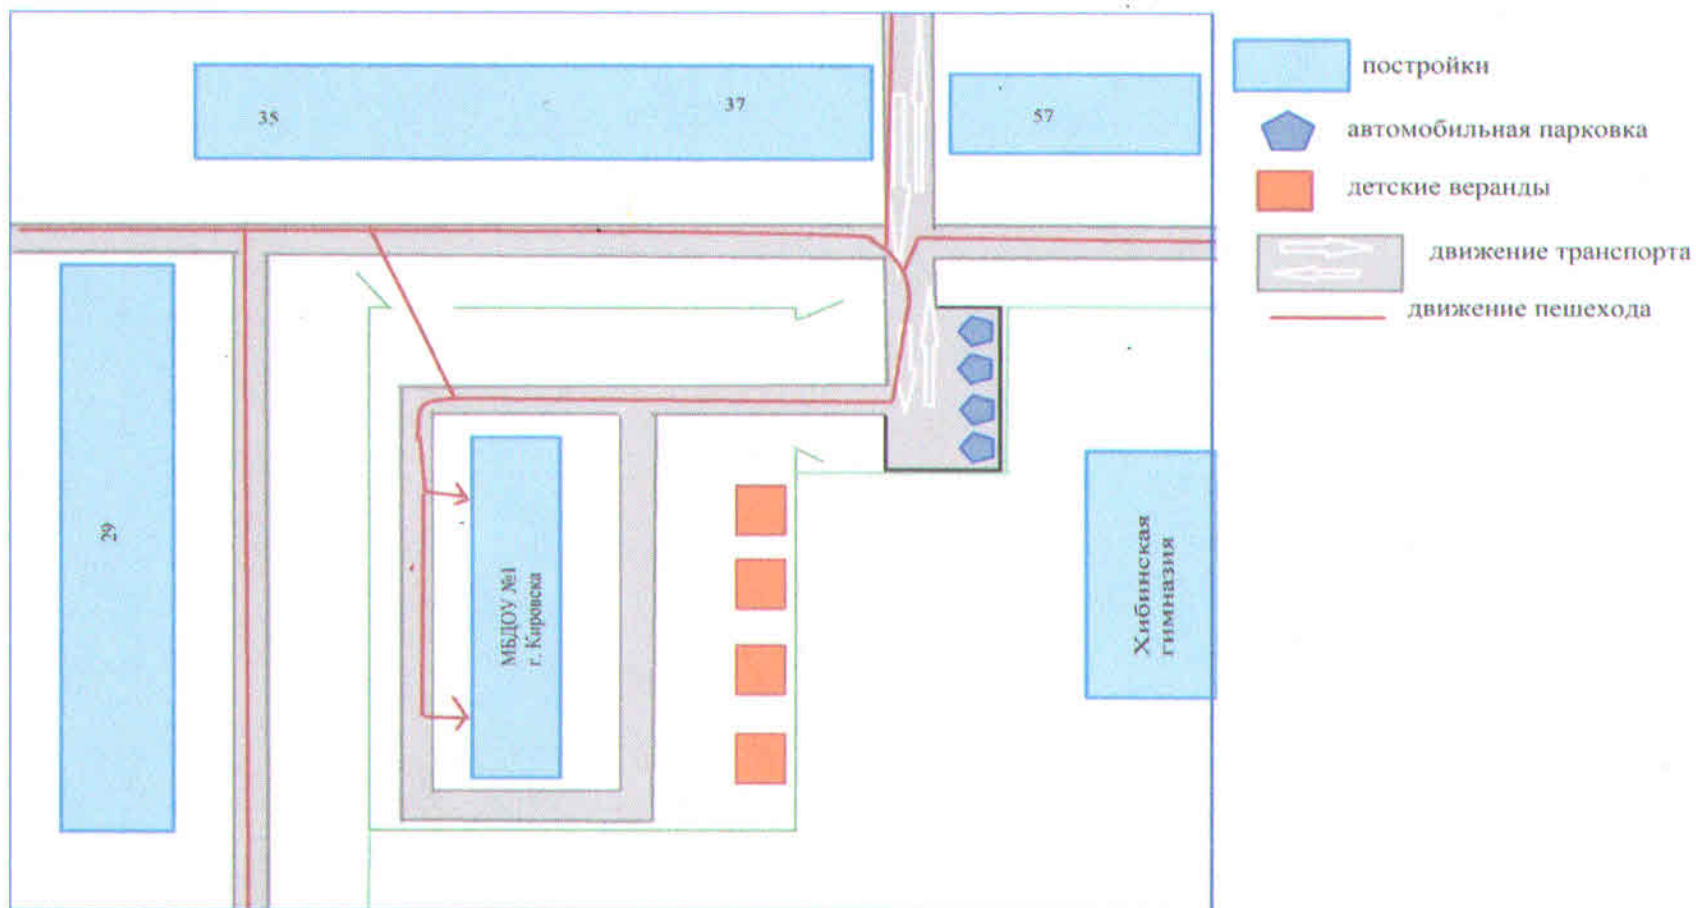 35
37
57
29
МБДОУ №1
г. Кировска
Хибинская
гимназия
постройки
автомобильная парковка
детские веранды
движение транспорта
движение пешехода